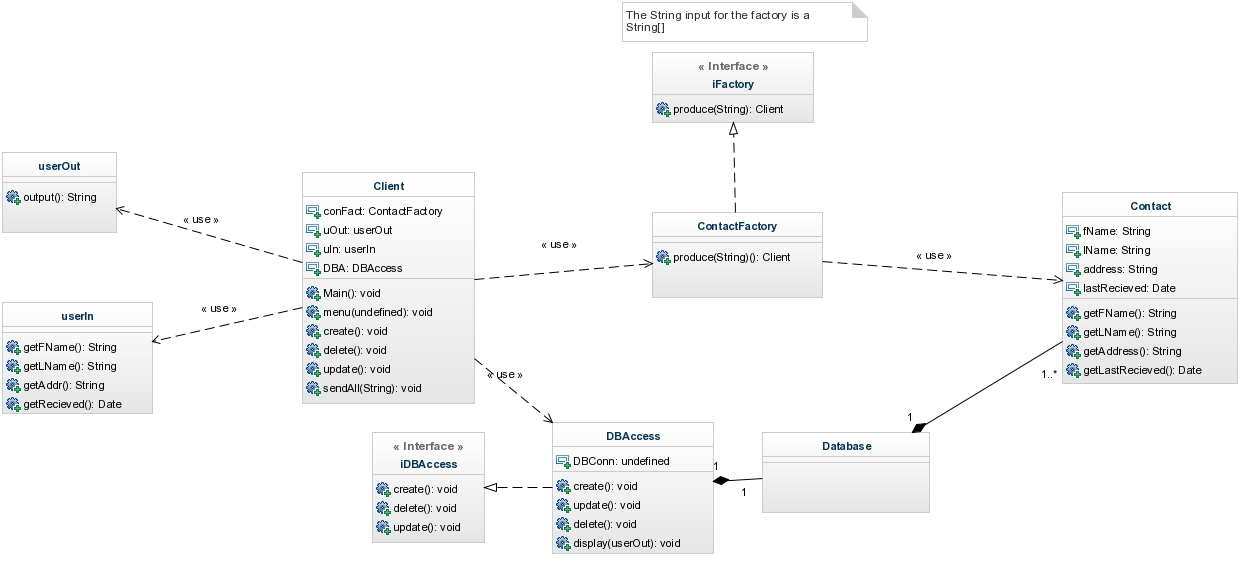 The String input for the factory is a
String[]
« Interface »
iFactory
produce(String): Client
userOut
output(): String
« use »
Client
conFact: ContactFactory
uOut: userOut
uIn: userIn
DBA: DBAccess
Main(): void
menu(undefined): void
create(): void
delete(): void
update(): void
sendAll(String): void
« use »
ContactFactory
produce(String)(): Client
« use »
Contact
fName: String
lName: String
address: String
lastRecieved: Date
getFName(): String
getLName(): String
getAddress(): String
getLastRecieved(): Date
userIn
getFName(): String
getLName(): String
getAddr(): String
getRecieved(): Date
« use »
« use »
« Interface »
iDBAccess
create(): void
delete(): void
update(): void
DBAccess
DBConn: undefined
create(): void
update(): void
delete(): void
display(userOut): void
1
1
Database
1
1..*